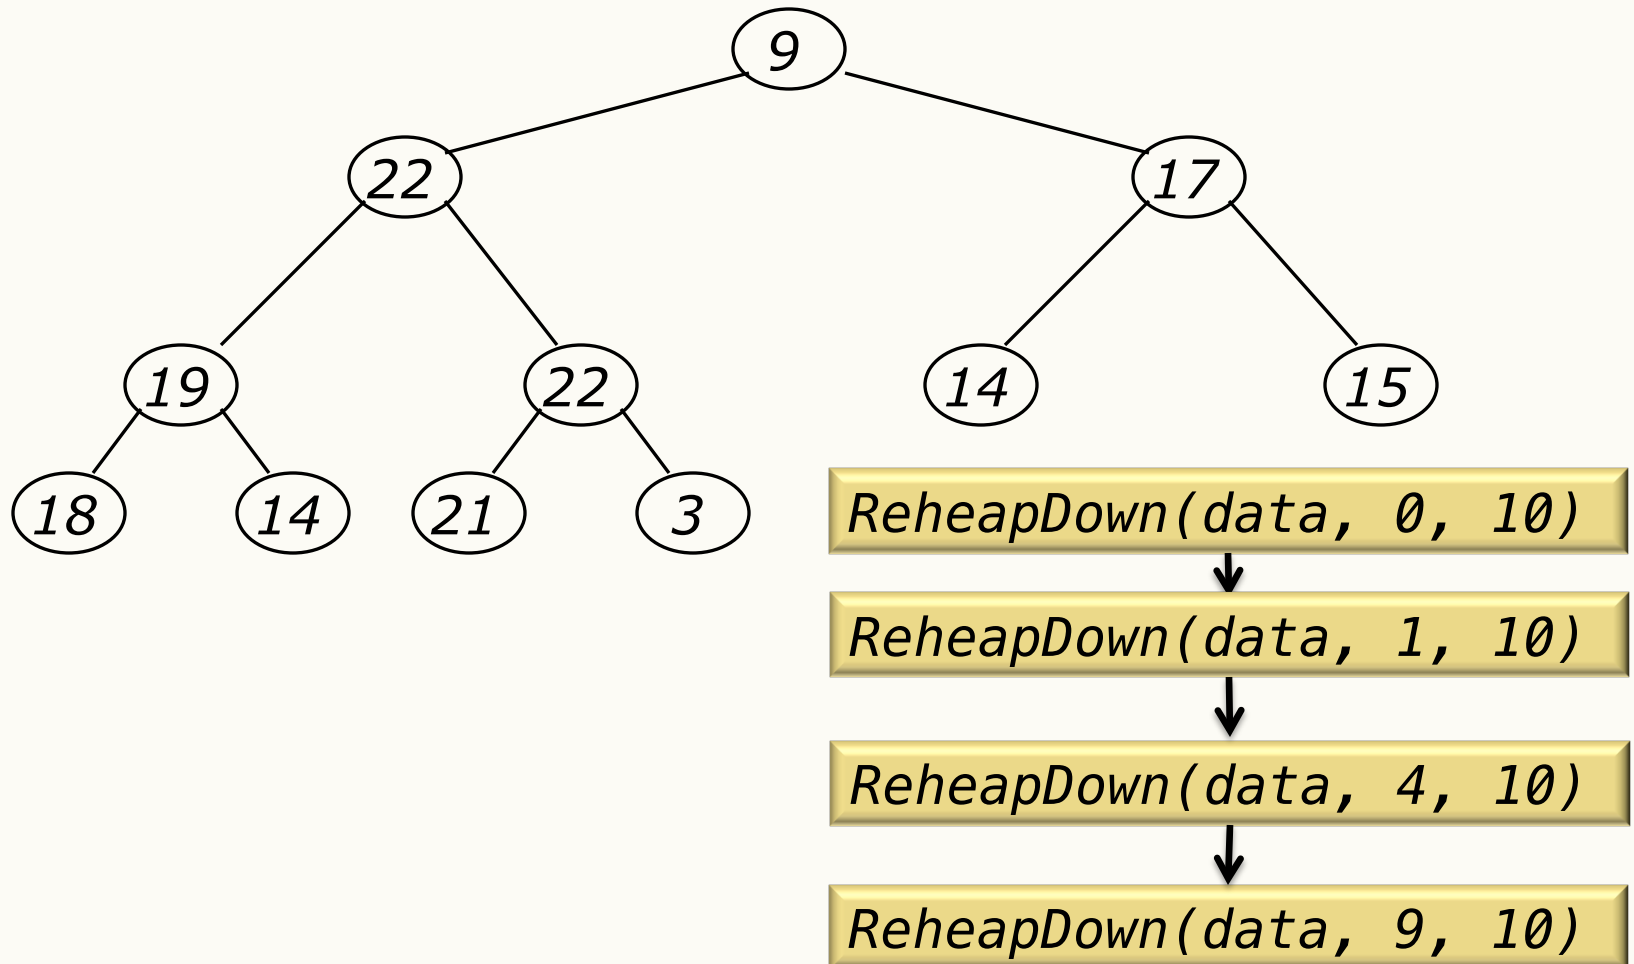 9
22 17
19 22 14 15
18 14 21 3
ReheapDown(data, 0, 10)
ReheapDown(data, 1, 10)
ReheapDown(data, 4, 10)
ReheapDown(data, 9, 10)